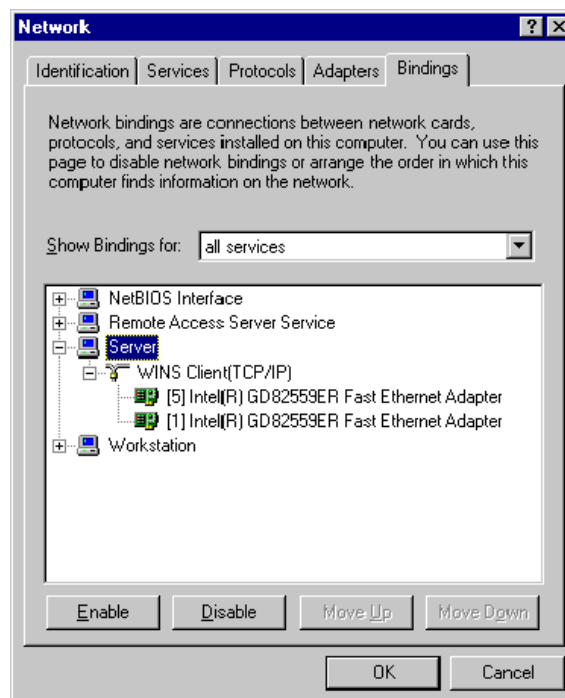 Network
Identification Services Protocols Adapters Bindings
Network bindings are connections between network cards,
protocols, and services installed on this computer. You can use this
page to disable network bindings or arrange the order in which this
computer finds information on the network.
Show Bindings for: all services
NetBIOS Interface
Remote Access Server Service
Server
WINS Client(TCP/IP)
[5] Intel(R) GD82559ER Fast Ethernet Adapter
[1] Intel(R) GD82559ER Fast Ethernet Adapter
Workstation
Enable Disable Move Up Move Down
OK Cancel